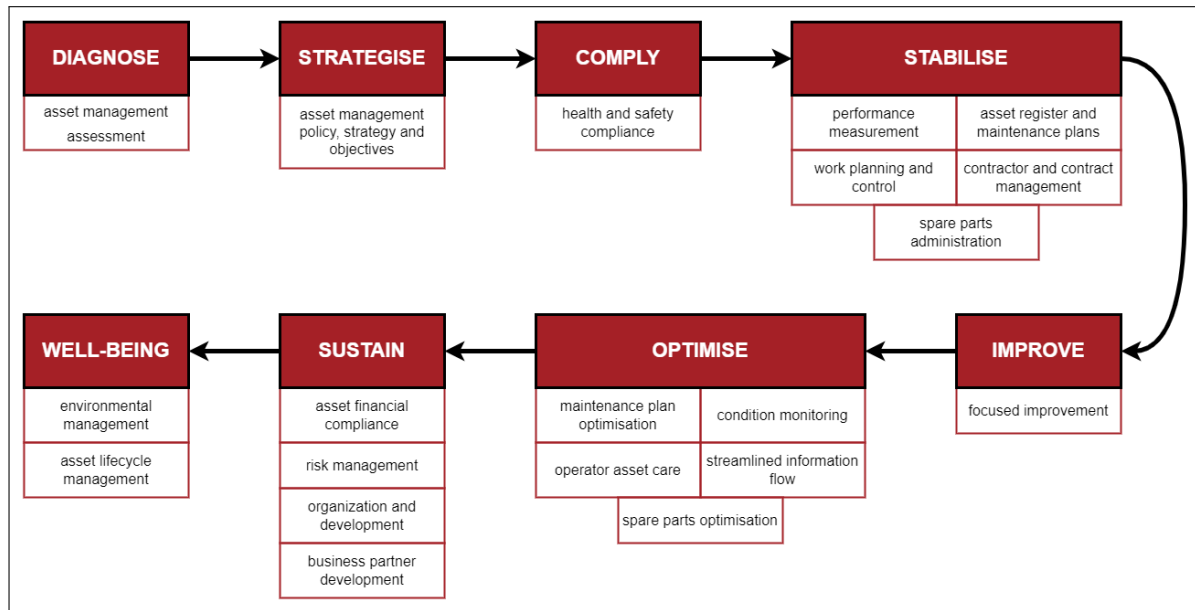 DIAGNOSE
asset management
assessment
STRATEGISE
asset management
policy, strategy and
objectives
COMPLY
health and safety
compliance
STABILISE
performance
measurement
asset register and
maintenance plans
work planning and
control
contractor and contract
management
spare parts
administration
IMPROVE
focused improvement
OPTIMISE
maintenance plan
optimisation
condition monitoring
operator asset care
streamlined information
flow
spare parts optimisation
SUSTAIN
asset financial
compliance
risk management
organization and
development
business partner
development
WELL-BEING
environmental
management
asset lifecycle
management